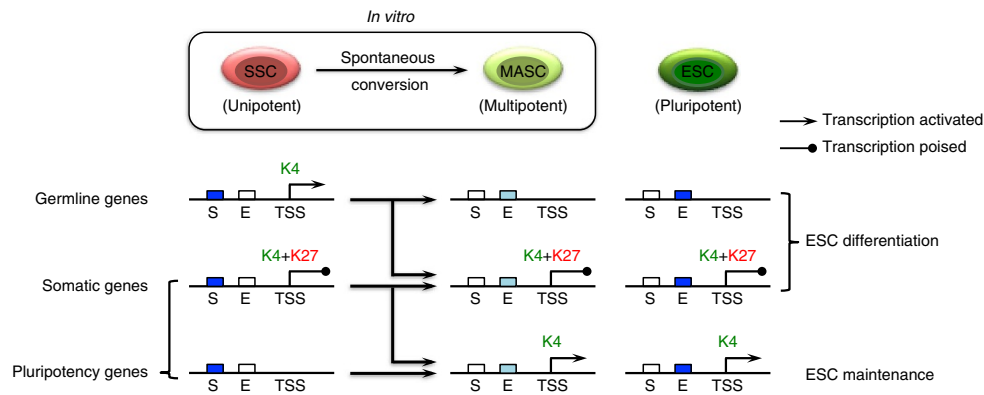 In vitro
SSC
Spontaneous
conversion
MASC
ESC
(Unipotent)
(Multipotent)
(Pluripotent)
Transcription activated
Transcription poised
Germline genes
K4
S E TSS
S E TSS
S E TSS
ESC differentiation
Somatic genes
K4+K27
S E TSS
K4+K27
S E TSS
K4+K27
S E TSS
Pluripotency genes
S E TSS
K4
S E TSS
K4
S E TSS
ESC maintenance